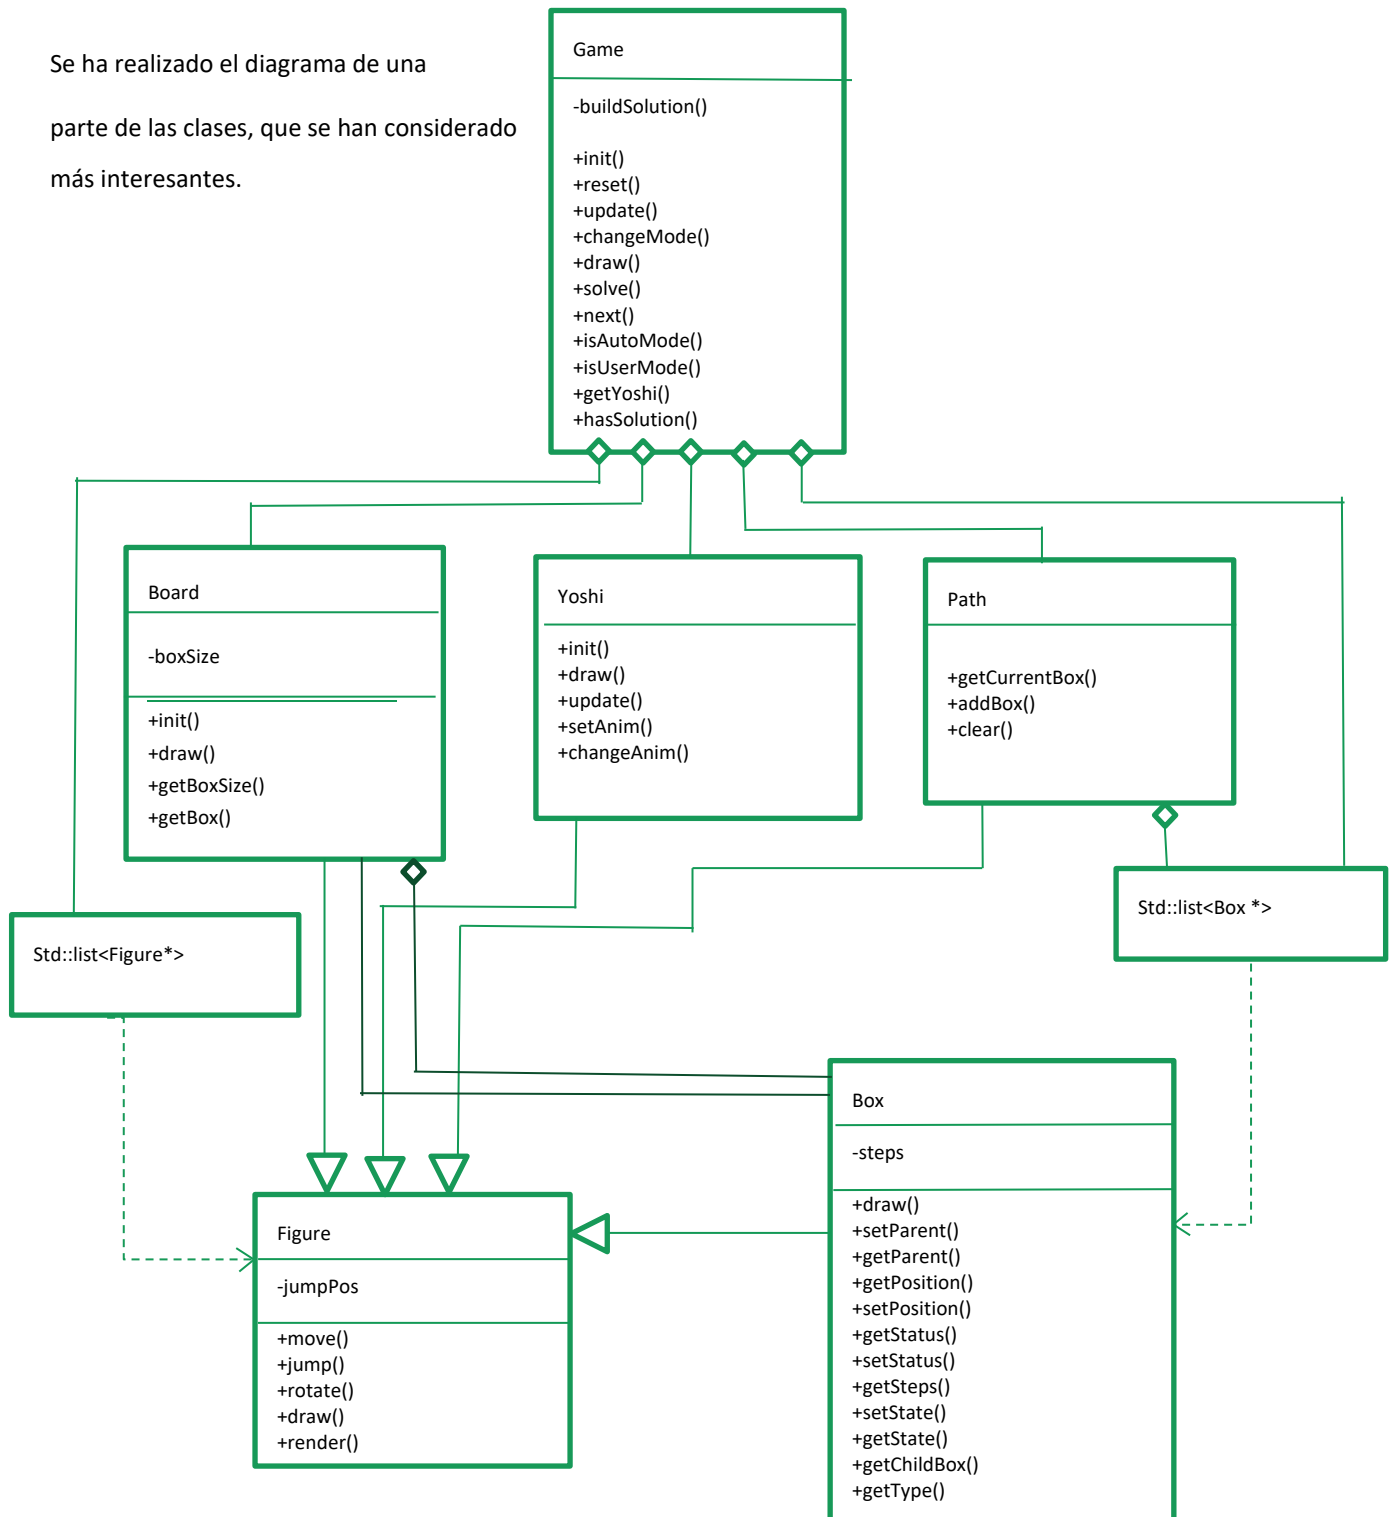 Se ha realizado el diagrama de una
parte de las clases, que se han considerado
más interesantes.
Game
-buildSolution()
+init()
+reset()
+update()
+changeMode()
+draw()
+solve()
+next()
+isAutoMode()
+isUserMode()
+getYoshi()
+hasSolution()
Board
-boxSize
+init()
+draw()
+getBoxSize()
+getBox()
Yoshi
+init()
+draw()
+update()
+setAnim()
+changeAnim()
Path
+getCurrentBox()
+addBox()
+clear()
Std::list<Figure*>
Std::list<Box *>
Figure
-jumpPos
+move()
+jump()
+rotate()
+draw()
+render()
Box
-steps
+draw()
+setParent()
+getParent()
+getPosition()
+setPosition()
+getStatus()
+setStatus()
+getSteps()
+setState()
+getState()
+getChildBox()
+getType()